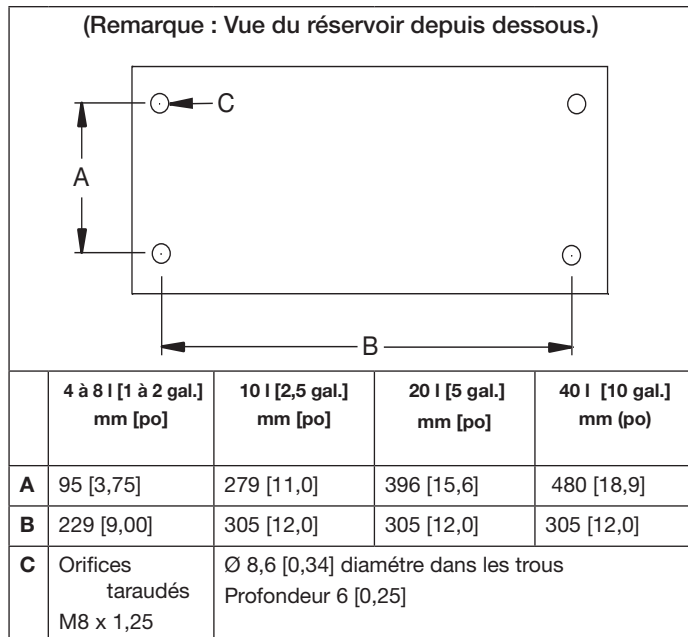 (Remarque : Vue du réservoir depuis dessous.)
C
A
B
4 à 8 l [1 à 2 gal.] mm [po]
10 l [2,5 gal.] mm [po]
20 l [5 gal.] mm [po]
40 l [10 gal.] mm (po)
A 95 [3,75] 279 [11,0] 396 [15,6] 480 [18,9]
B 229 [9,00] 305 [12,0] 305 [12,0] 305 [12,0]
C Orifices taraudés M8 x 1,25
Ø 8,6 [0,34] diamétre dans les trous
Profondeur 6 [0,25]